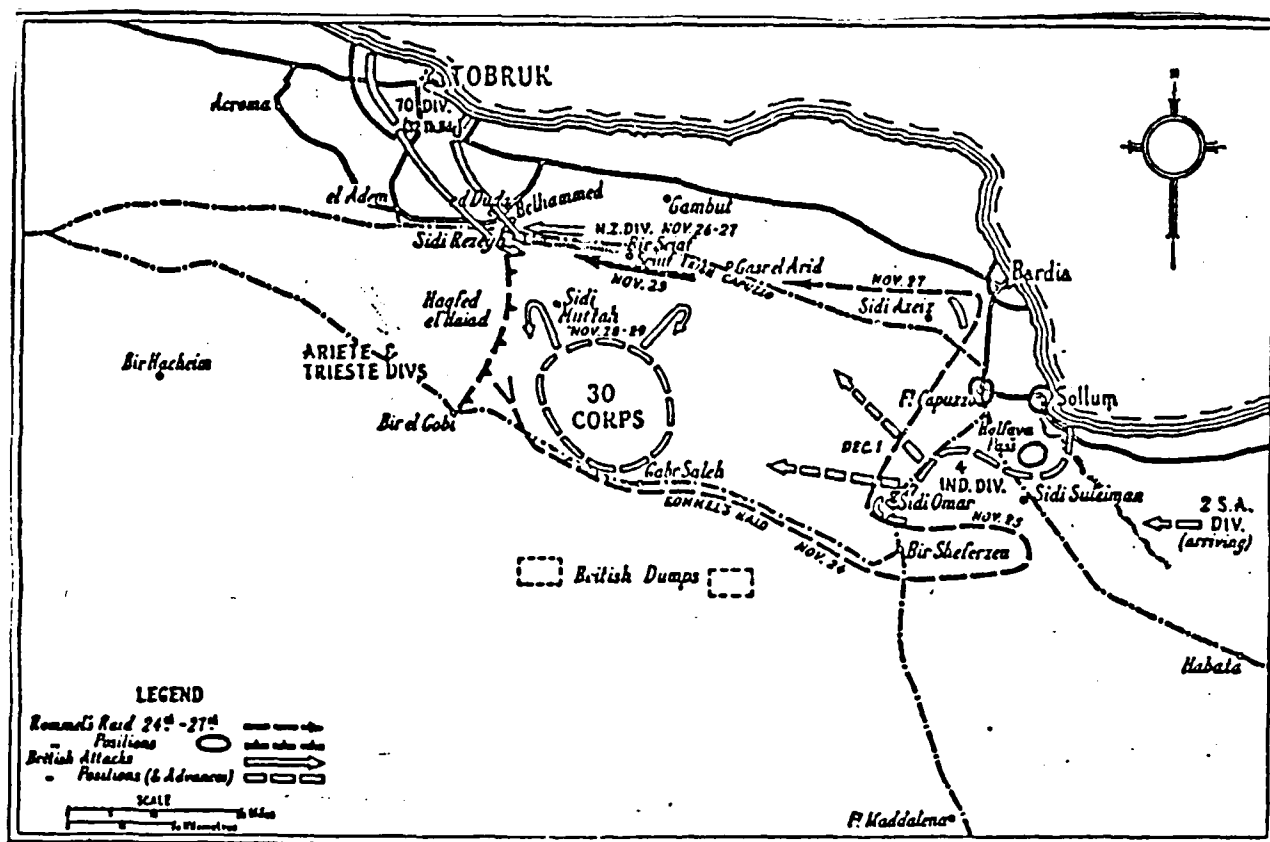 TOBRUK
Acroma
70 DIV.
el Adem
Belhammed
Gambut
N.Z. DIV. NOV. 26-27
Sidi Rezegh
Gasr el Arid
CAPUZZO
NOV. 27
Bardia
Sidi Azeiz
NOV. 29
Hagfed
el Haiad
Sidi
Muftah
NOV. 28-29
ARIETE &
TRIESTE DIVS
Bir Hacheim
30
CORPS
Ft. Capuzzo
Sollum
Halfaya
Pass
Bir el Gobi
DEC. 1
4
IND. DIV.
Gabr Saleh
Sidi Omar
Sidi Suleiman
2 S.A.
DIV.
(arriving)
ROMMEL'S RAID
NOV. 25
NOV. 24
Bir Sheferzen
British Dumps
Habata
LEGEND
Rommel's Raid 24th-27th
" Positions
British Attacks
" Positions (& Advances)
SCALE
Ft. Maddalena